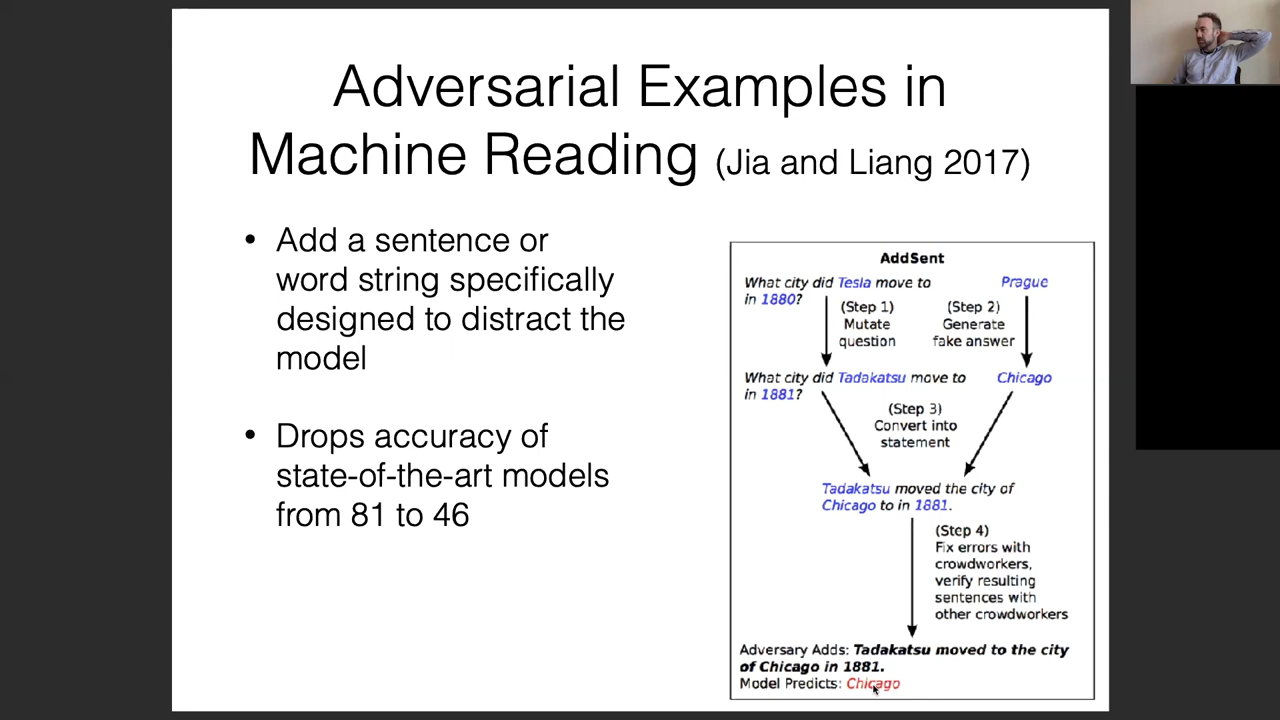 Adversarial Examples in
Machine Reading (Jia and Liang 2017)
• Add a sentence or
word string specifically
designed to distract the
model
• Drops accuracy of
state-of-the-art models
from 81 to 46
AddSent
What city did Tesla move to
in 1880?
Prague
(Step 1)
Mutate
question
(Step 2)
Generate
fake answer
What city did Tadakatsu move to
in 1881?
Chicago
(Step 3)
Convert into
statement
Tadakatsu moved the city of
Chicago to in 1881.
(Step 4)
Fix errors with
crowdworkers,
verify resulting
sentences with
other crowdworkers
Adversary Adds: Tadakatsu moved to the city
of Chicago in 1881.
Model Predicts: Chicago